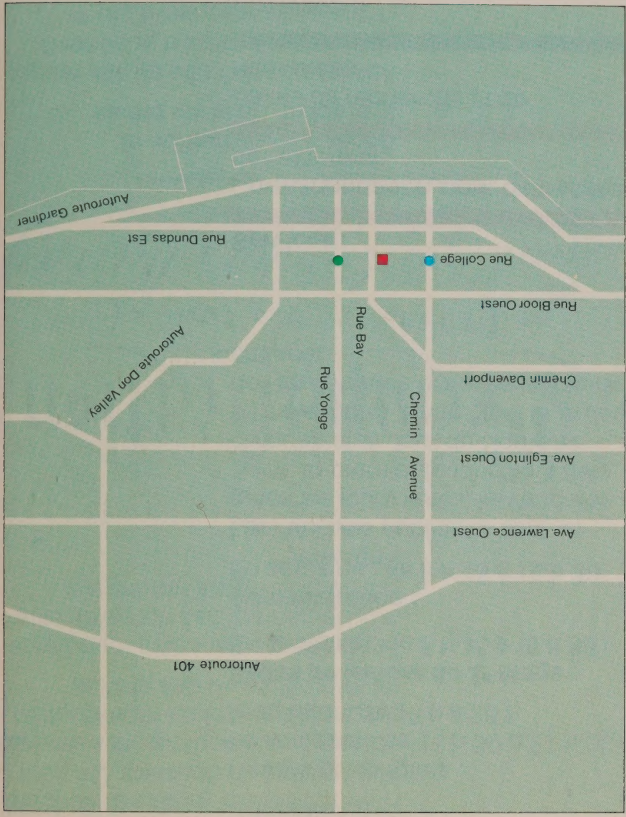 Autoroute 401
Ave. Lawrence Ouest
Ave Eglinton Ouest
Chemin Avenue
Chemin Davenport
Rue Yonge
Autoroute Don Valley
Rue Bay
Rue Bloor Ouest
Rue College
Rue Dundas Est
Autoroute Gardiner